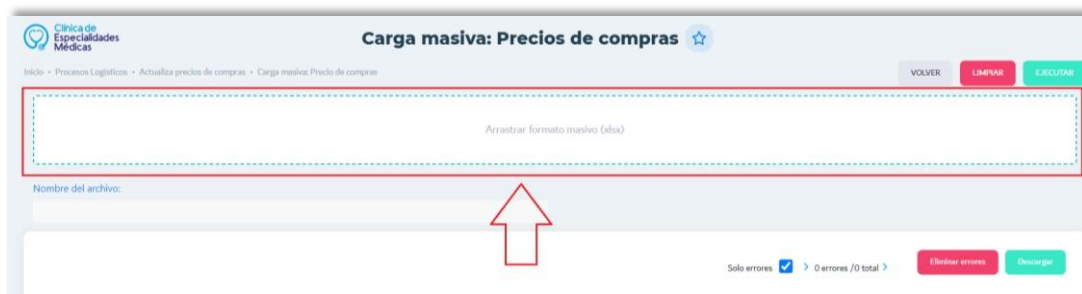 Clínica de
Especialidades
Médicas
Carga masiva: Precios de compras
Inicio • Procesos Logísticos • Actualiza precios de compras • Carga masiva: Precio de compras
VOLVER
LIMPIAR
EJECUTAR
Arrastrar formato masivo (xlsx)
Nombre del archivo:
Solo errores
0 errores /0 total
Eliminar errores
Descargar